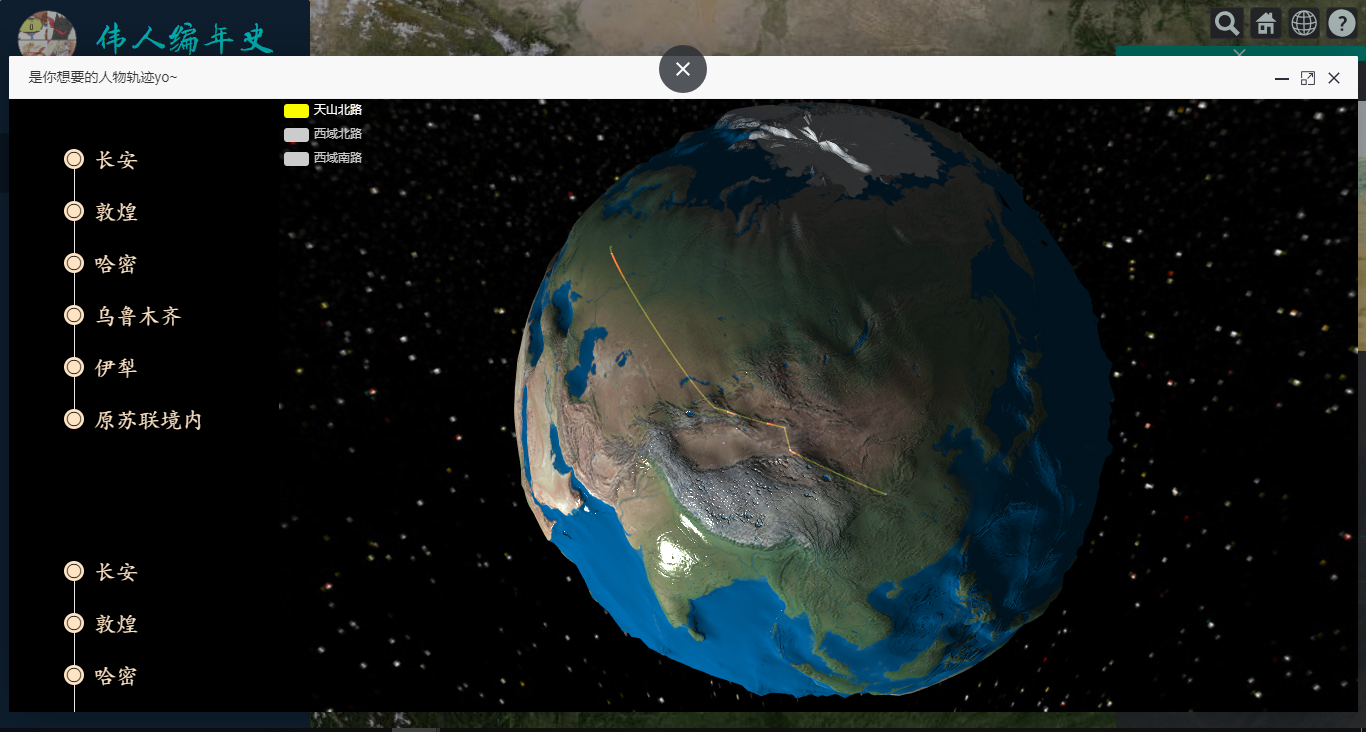 伟人编年史
是你想要的人物轨迹yo~
天山北路
西域北路
西域南路
长安
敦煌
哈密
乌鲁木齐
伊犁
原苏联境内
长安
敦煌
哈密